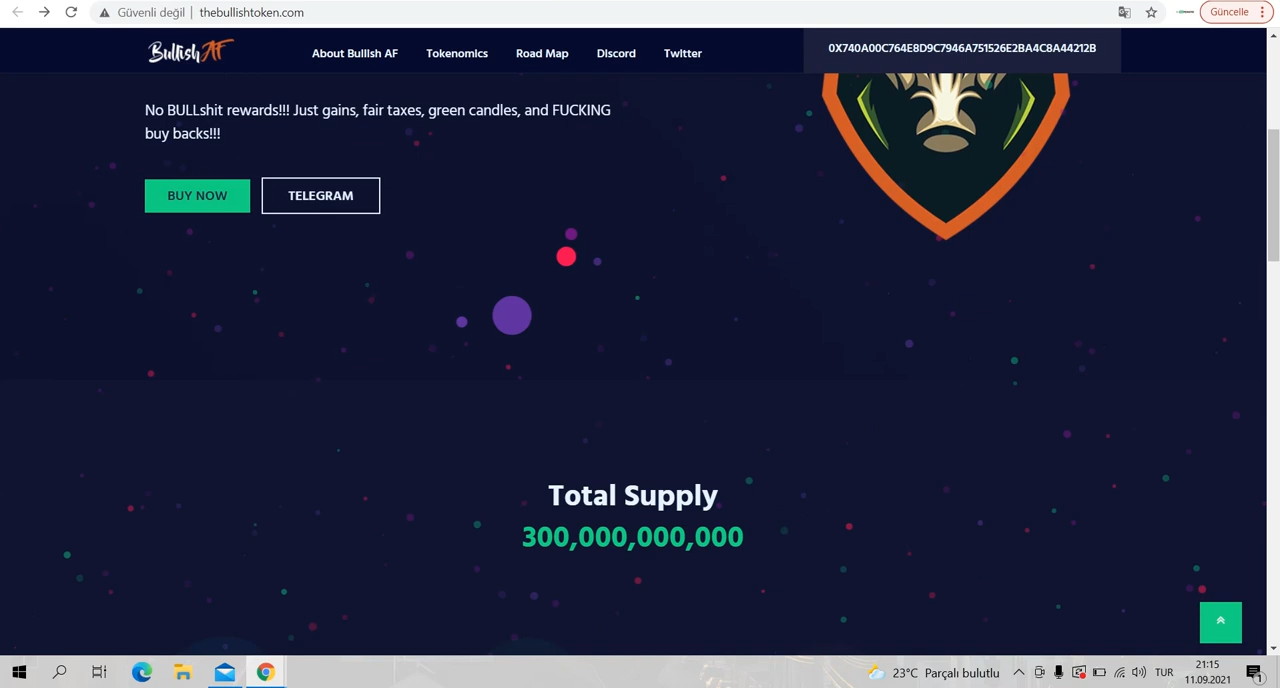 Güvenli değil | thebullishtoken.com
Güncelle
Bullish AF
About Bullish AF Tokenomics Road Map Discord Twitter 0X740A00C764E8D9C7946A751526E2BA4C8A44212B
No BULLshit rewards!!! Just gains, fair taxes, green candles, and FUCKING
buy backs!!!
BUY NOW TELEGRAM
Total Supply
300,000,000,000
23°C Parçalı bulutlu TUR 21:15
11.09.2021
1